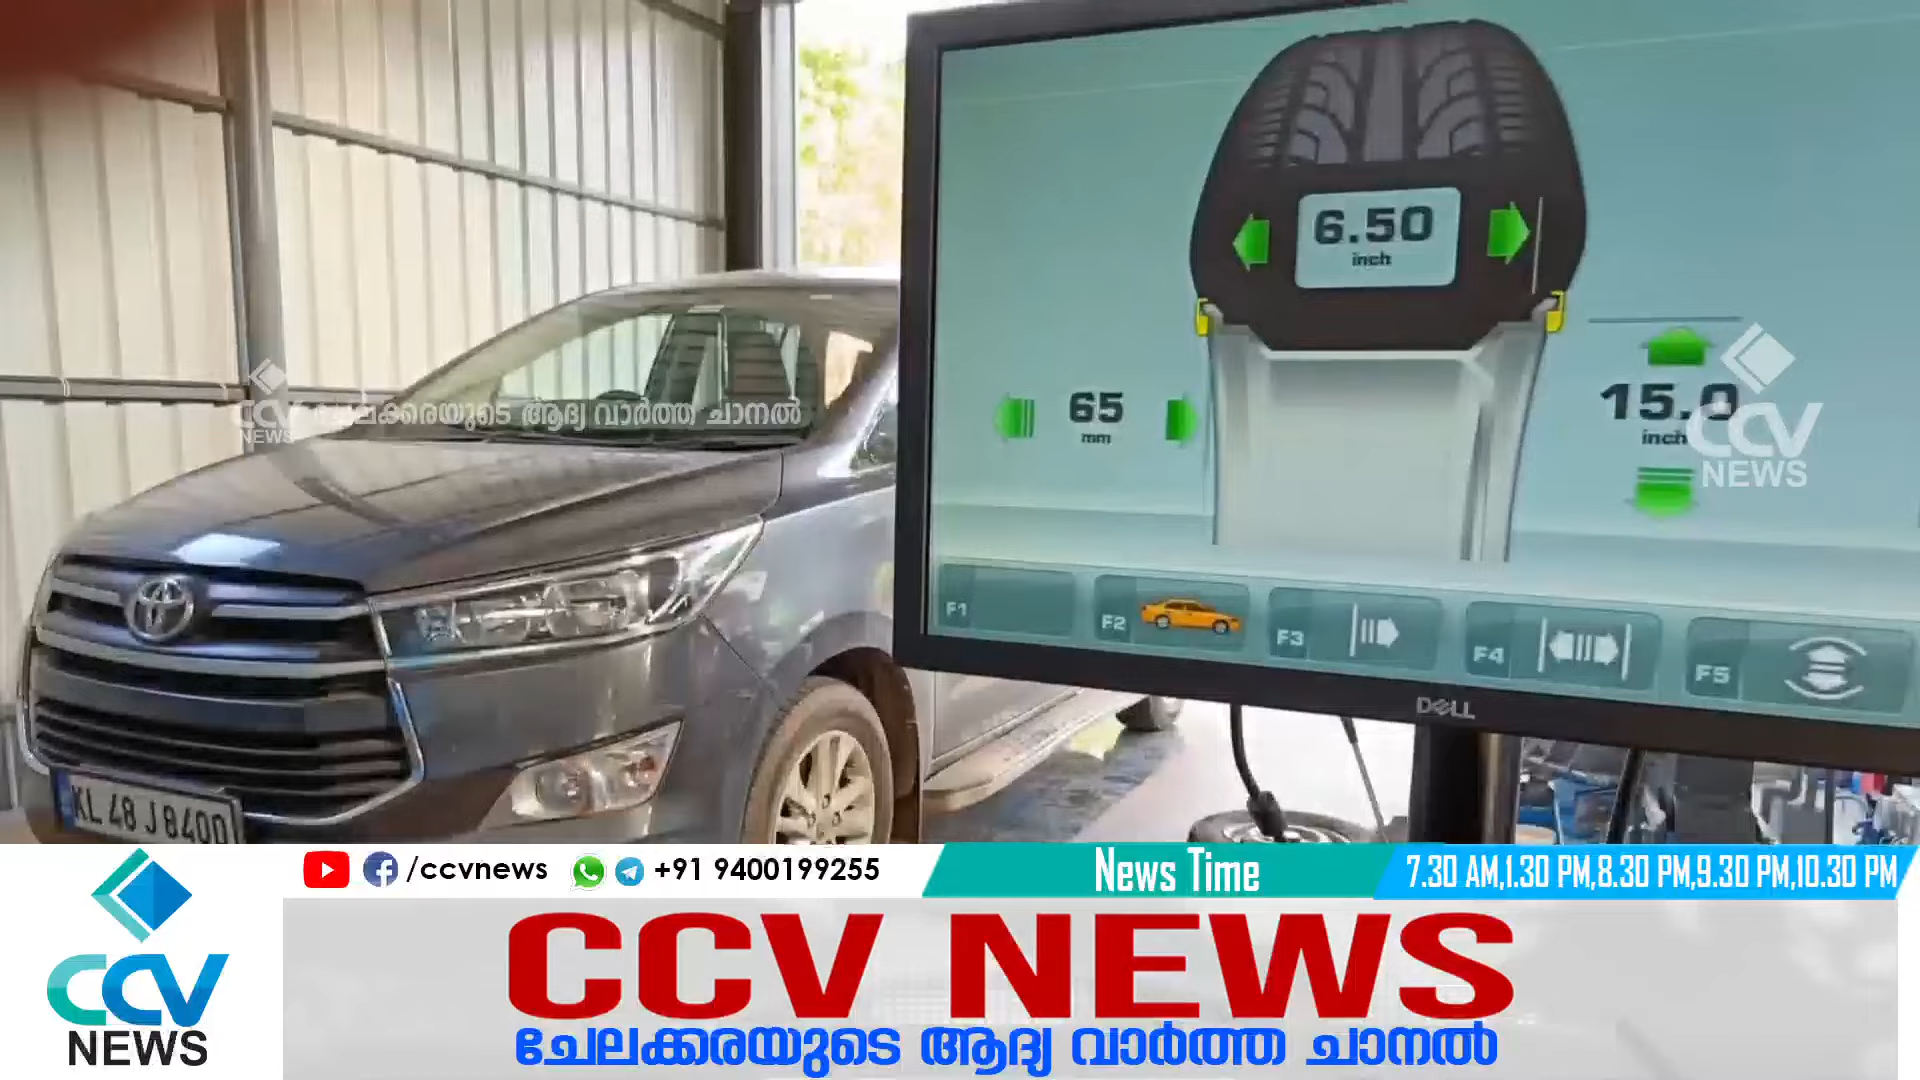 6.50
inch
65
mm
15.0
inch
CCV
NEWS
ചേലക്കരയുടെ ആദ്യ വാർത്ത ചാനൽ
CCV
NEWS
F1
F2
F3
F4
F5
DELL
KL 48 J 8400
/ccvnews
+91 9400199255
News Time
7.30 AM,1.30 PM,8.30 PM,9.30 PM,10.30 PM
CCV
NEWS
CCV NEWS
ചേലക്കരയുടെ ആദ്യ വാർത്ത ചാനൽ